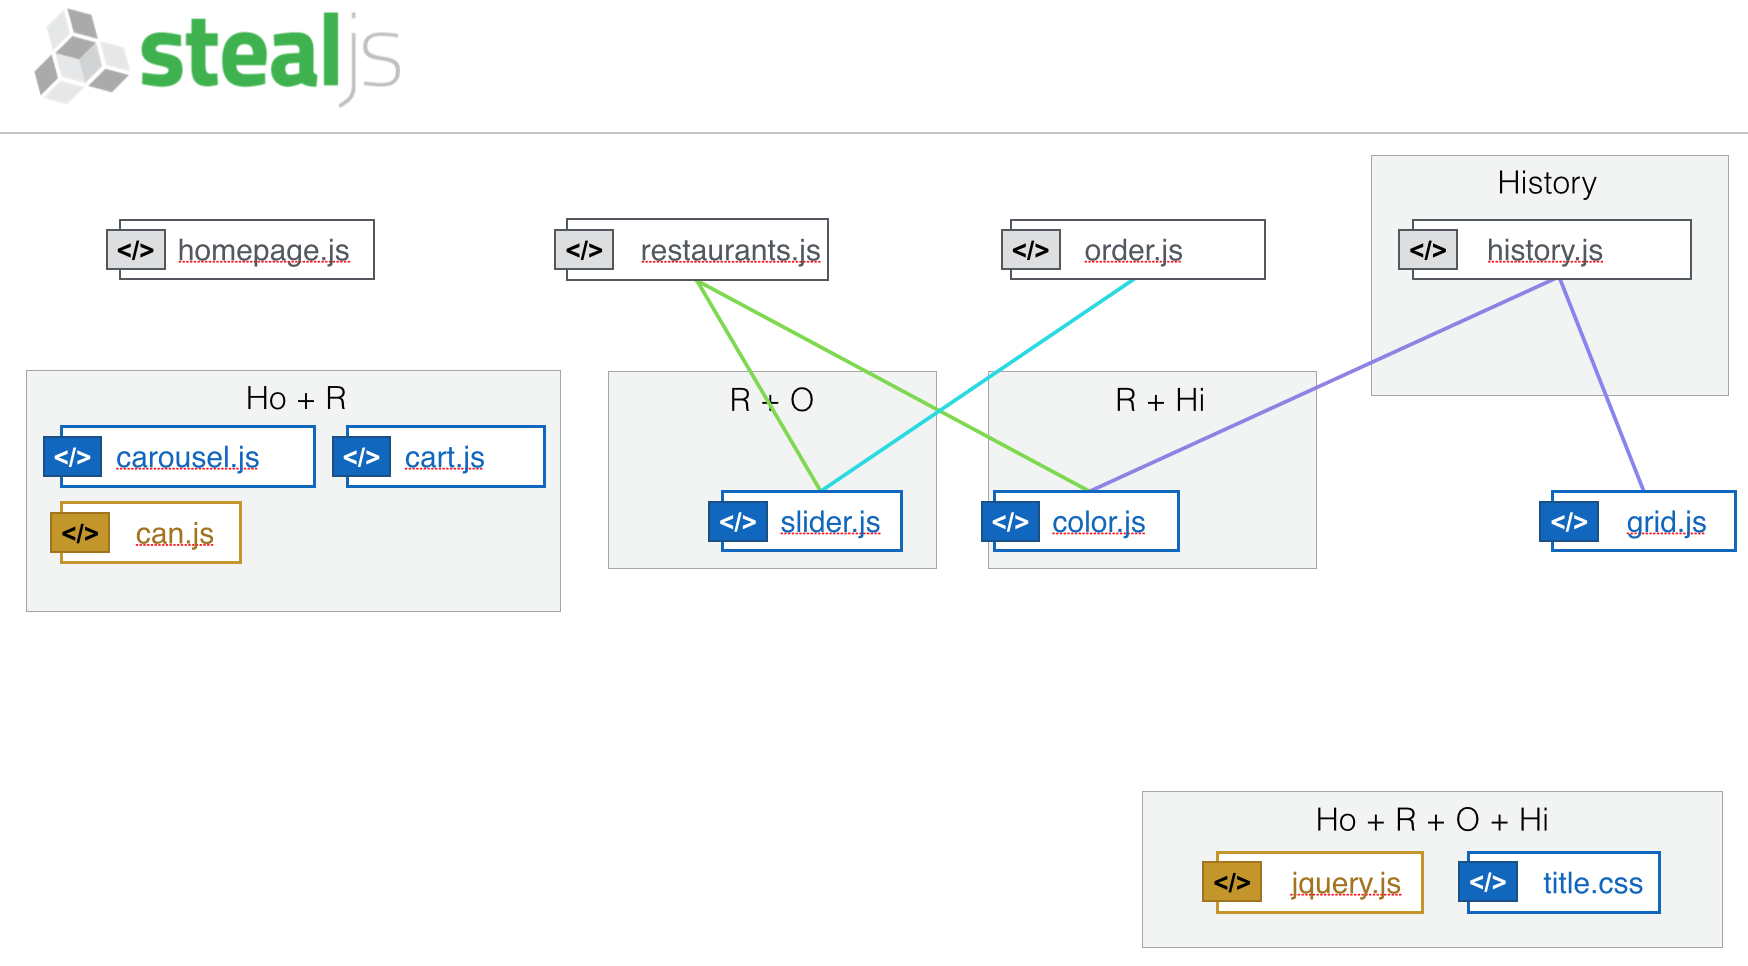 stealjs
History
</> homepage.js
</> restaurants.js
</> order.js
</> history.js
Ho + R
R + O
R + Hi
</> carousel.js
</> cart.js
</> can.js
</> slider.js
</> color.js
</> grid.js
Ho + R + O + Hi
</> jquery.js
</> title.css